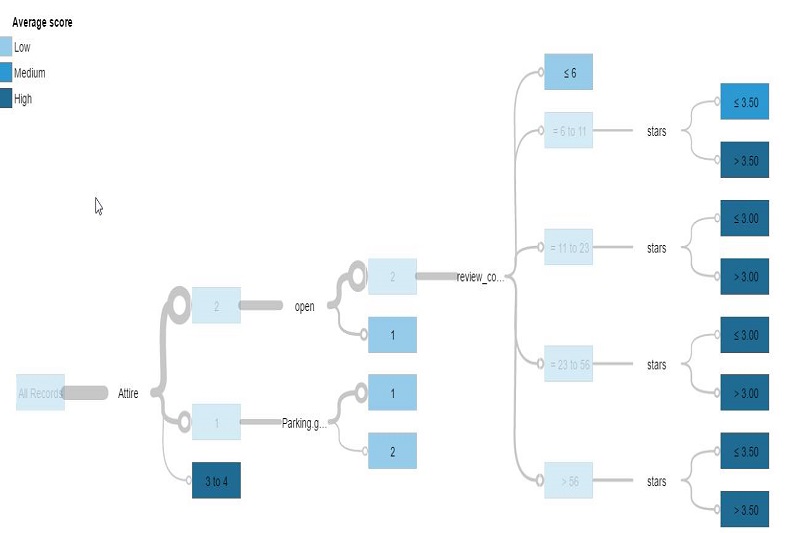 Average score
Low
Medium
High
≤ 6
= 6 to 11
stars
≤ 3.50
> 3.50
= 11 to 23
stars
≤ 3.00
> 3.00
2
open
2
review_co...
1
= 23 to 56
stars
≤ 3.00
> 3.00
All Records
Attire
1
Parking.g...
1
2
3 to 4
> 56
stars
≤ 3.50
> 3.50